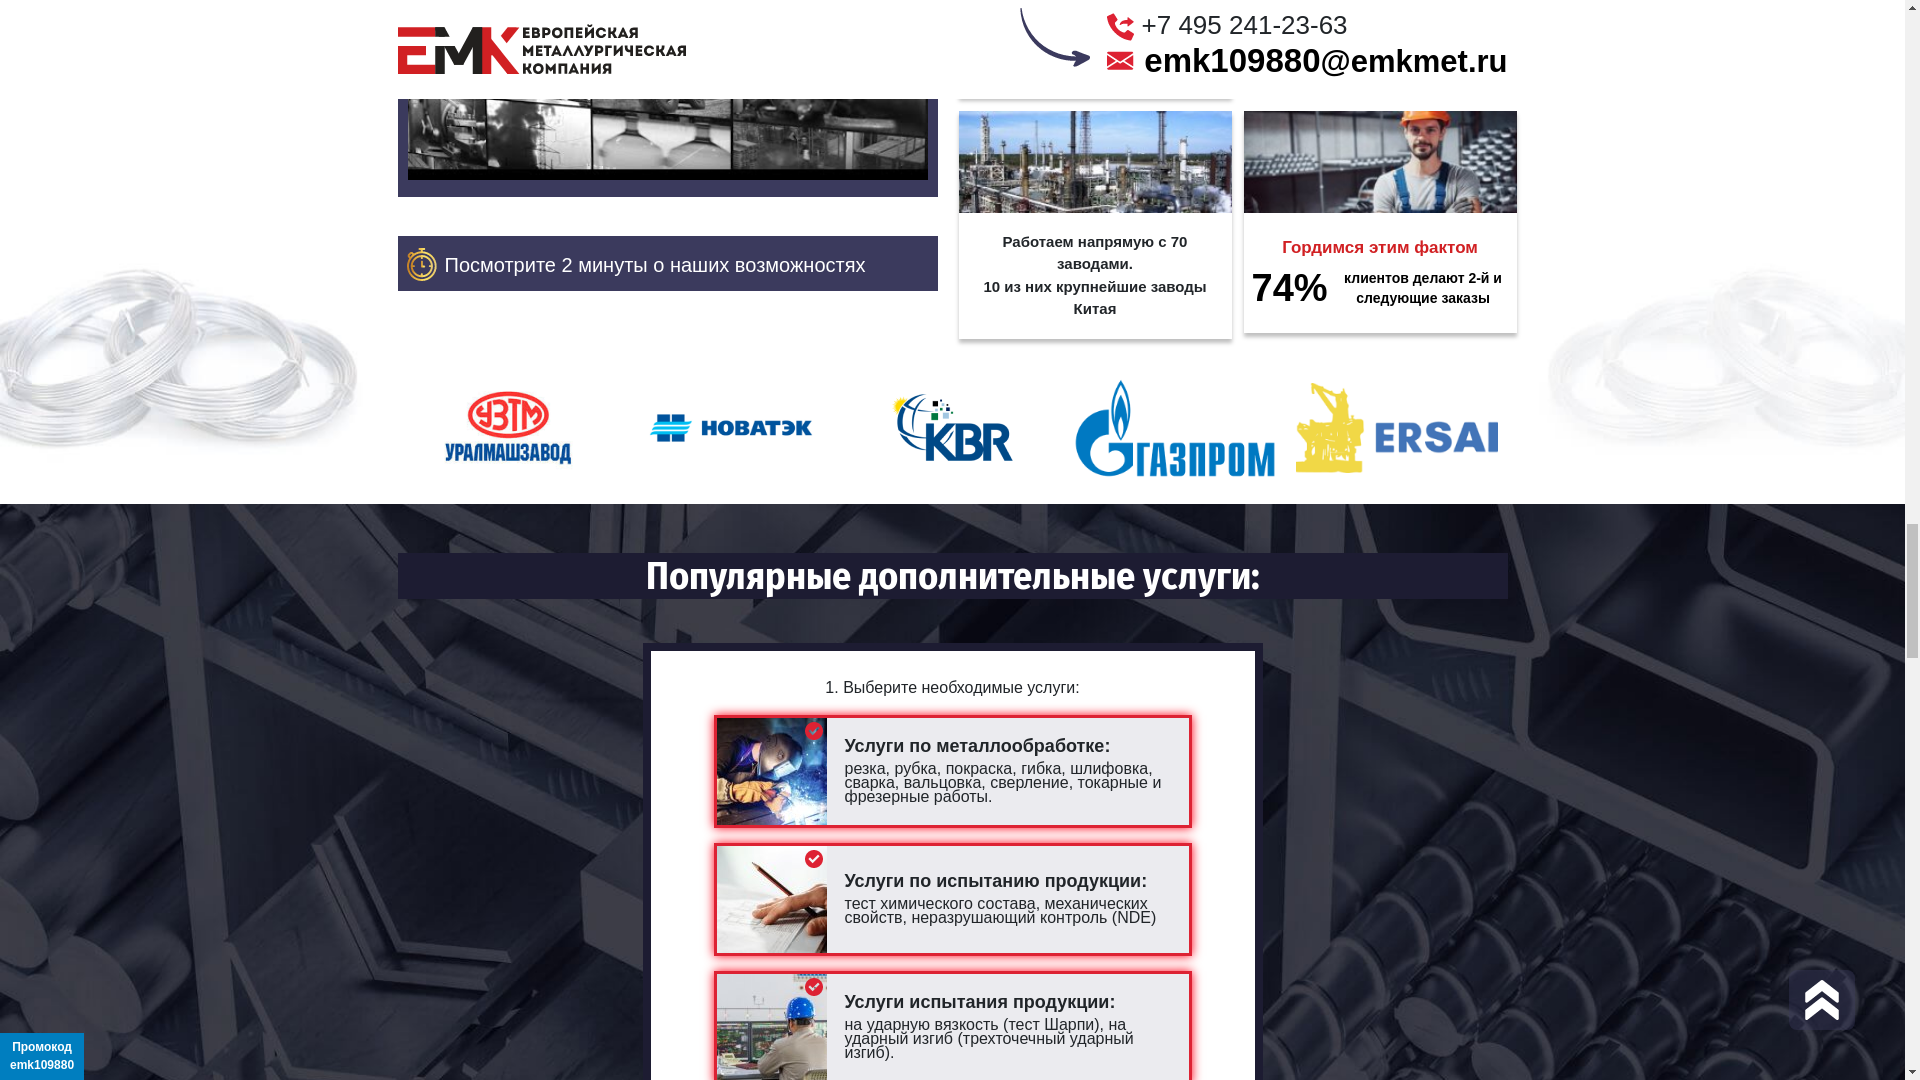 ЕВРОПЕЙСКАЯ
МЕТАЛЛУРГИЧЕСКАЯ
КОМПАНИЯ
ЕМК
+7 495 241-23-63
emk109880@emkmet.ru
Посмотрите 2 минуты о наших возможностях
Работаем напрямую с 70
заводами.
10 из них крупнейшие заводы
Китая
Гордимся этим фактом
74%
клиентов делают 2-й и
следующие заказы
УЗТМ
УРАЛМАШЗАВОД
НОВАТЭК
KBR
ГАЗПРОМ
ERSAI
Популярные дополнительные услуги:
1. Выберите необходимые услуги:
Услуги по металлообработке:
резка, рубка, покраска, гибка, шлифовка,
сварка, вальцовка, сверление, токарные и
фрезерные работы.
Услуги по испытанию продукции:
тест химического состава, механических
свойств, неразрушающий контроль (NDE)
Услуги испытания продукции:
на ударную вязкость (тест Шарпи), на
ударный изгиб (трехточечный ударный
изгиб).
Промокод
emk109880